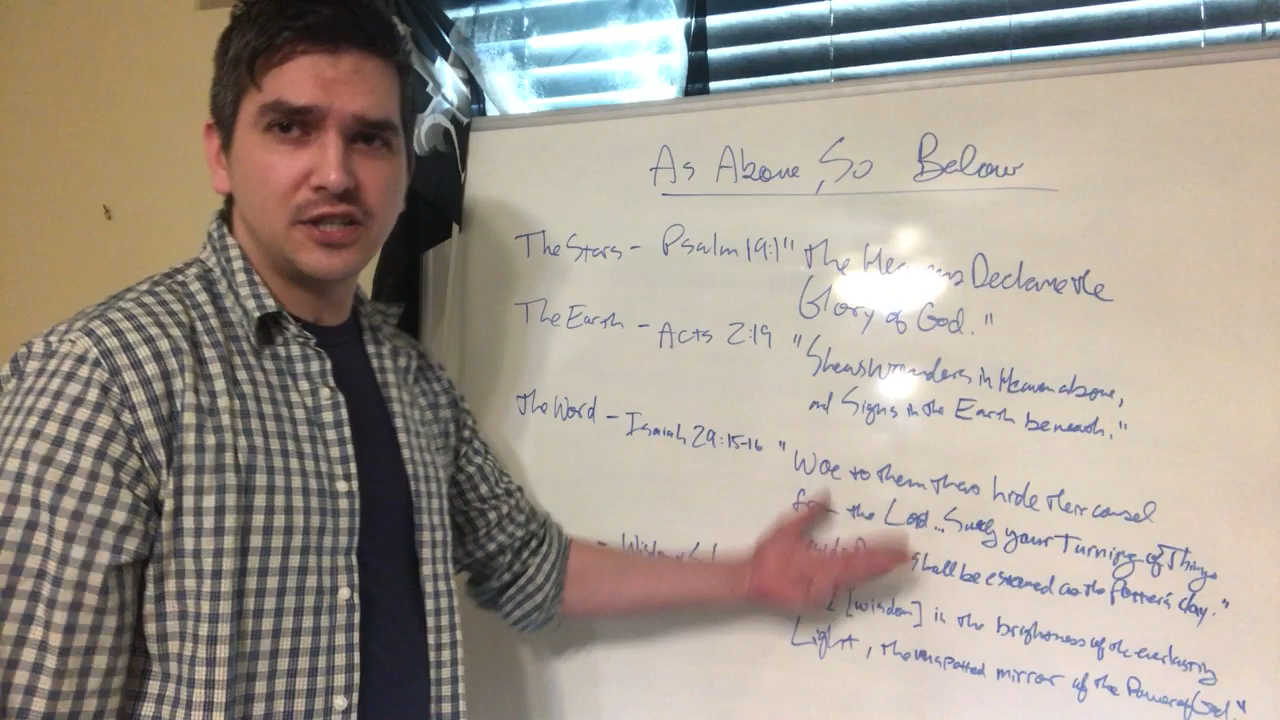 As Above, So Below
The Stars - Psalm 19:1 "the Heavens Declare the
Glory of God."
The Earth - Acts 2:19 "Shews Wonders in Heaven above,
and Signs in the Earth beneath."
The Word - Isaiah 29:15-16 "Woe to them that hide their counsel
from the Lord... Surely your Turning of Things
shall be esteemed as the potter's clay."
[wisdom] is the brightness of the everlasting
Light, the unspotted mirror of the Power of God."